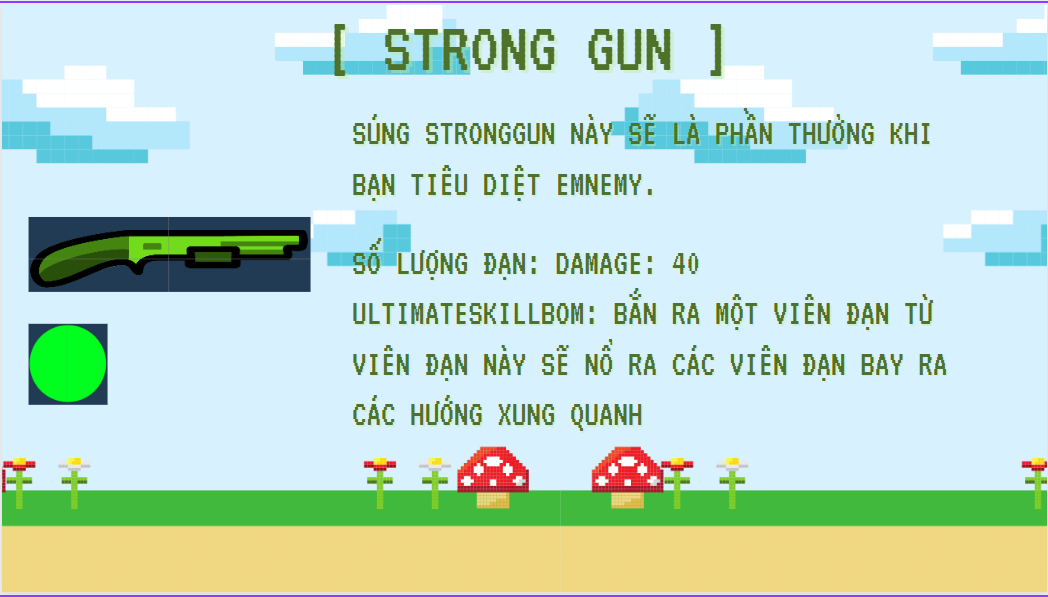 [ STRONG GUN ]
SÚNG STRONGGUN NÀY SẼ LÀ PHẦN THƯỞNG KHI
BẠN TIÊU DIỆT EMNEMY.
SỐ LƯỢNG ĐẠN: DAMAGE: 40
ULTIMATESKILLBOM: BẮN RA MỘT VIÊN ĐẠN TỪ
VIÊN ĐẠN NÀY SẼ NỔ RA CÁC VIÊN ĐẠN BAY RA
CÁC HƯỚNG XUNG QUANH